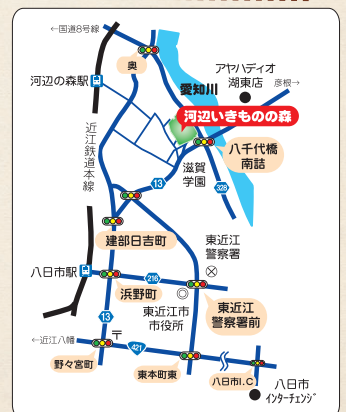 ←国道8号線
奥
河辺の森駅
愛知川
アヤハディオ
湖東店
彦根→
河辺いきものの森
八千代橋
南詰
近江鉄道本線
滋賀
学園
13
328
建部日吉町
東近江
警察署
八日市駅
216
浜野町
東近江市
市役所
東近江
警察署前
13
〒
←近江八幡
421
野々宮町
東本町東
八日市I.C
八日市
インターチェンジ